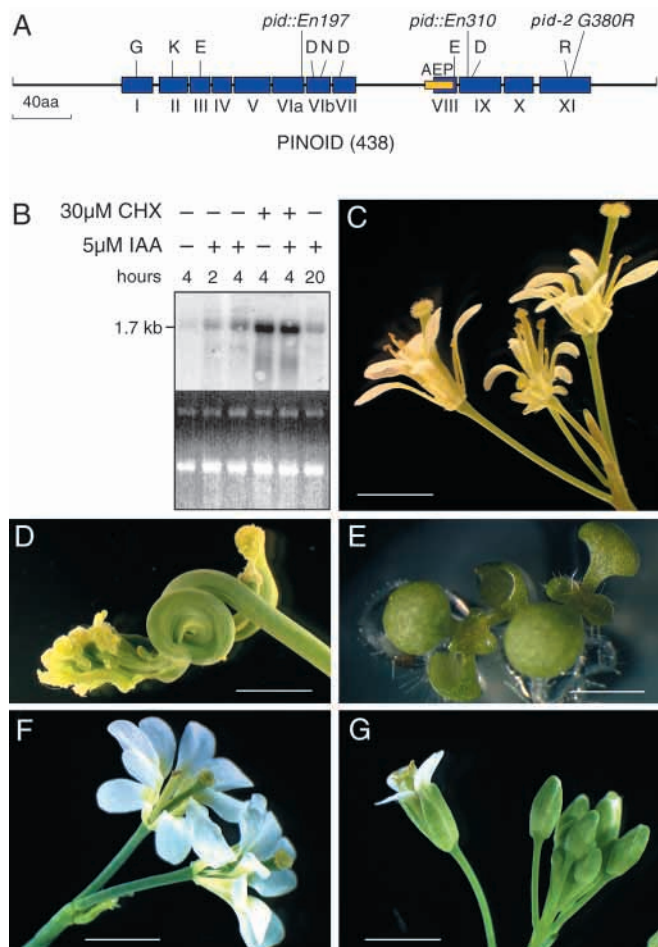 A
pid::En197 pid::En310 pid-2 G380R
G K E D N D E D R
AEP
40aa
I II III IV V VIa VIb VII VIII IX X XI
PINOID (438)
B
30µM CHX – – – + + –
5µM IAA – + + – + +
hours 4 2 4 4 4 20
1.7 kb
C
D
E
F
G